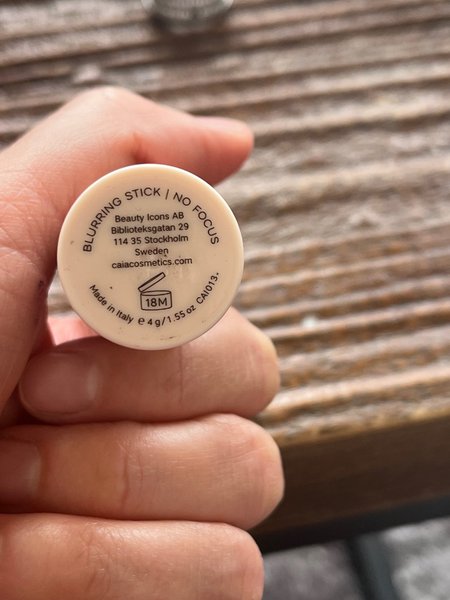 BLURRING STICK | NO FOCUS
Beauty Icons AB
Biblioteksgatan 29
114 35 Stockholm
Sweden
caiacosmetics.com
18M
Made in Italy ℮ 4 g/1.55 oz CAI013.